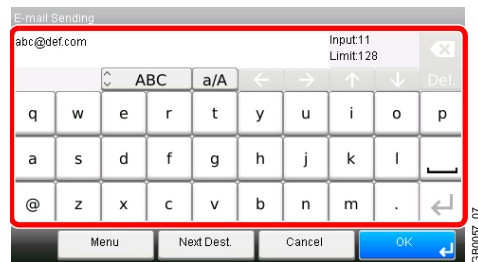 E-mail Sending
abc@def.com
Input:11
Limit:128
ABC a/A Del.
q w e r t y u i o p
a s d f g h j k l
@ z x c v b n m .
Menu Next Dest. Cancel OK
GB0057_07